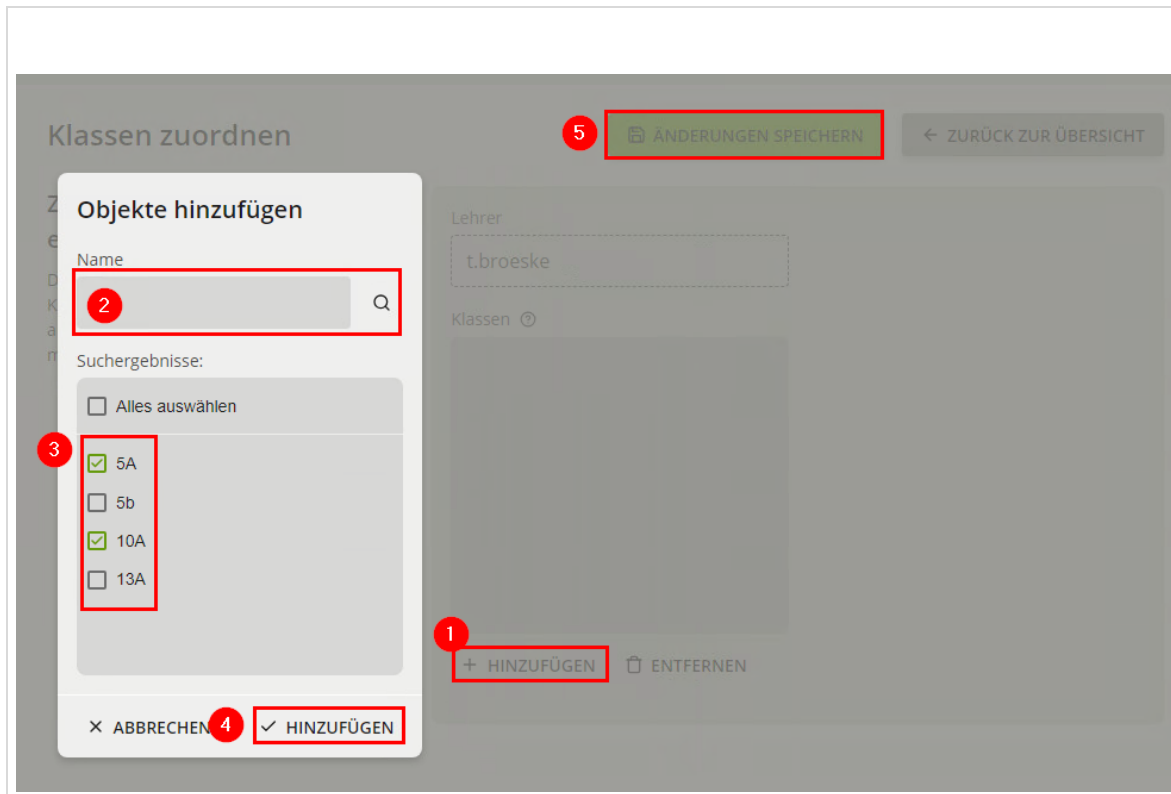 Klassen zuordnen
5
ÄNDERUNGEN SPEICHERN
ZURÜCK ZUR ÜBERSICHT
Z
e
D
K
a
m
Objekte hinzufügen
Name
2
Suchergebnisse:
Alles auswählen
3
5A
5b
10A
13A
ABBRECHEN
4
HINZUFÜGEN
Lehrer
t.broeske
Klassen ?
1
+ HINZUFÜGEN
ENTFERNEN